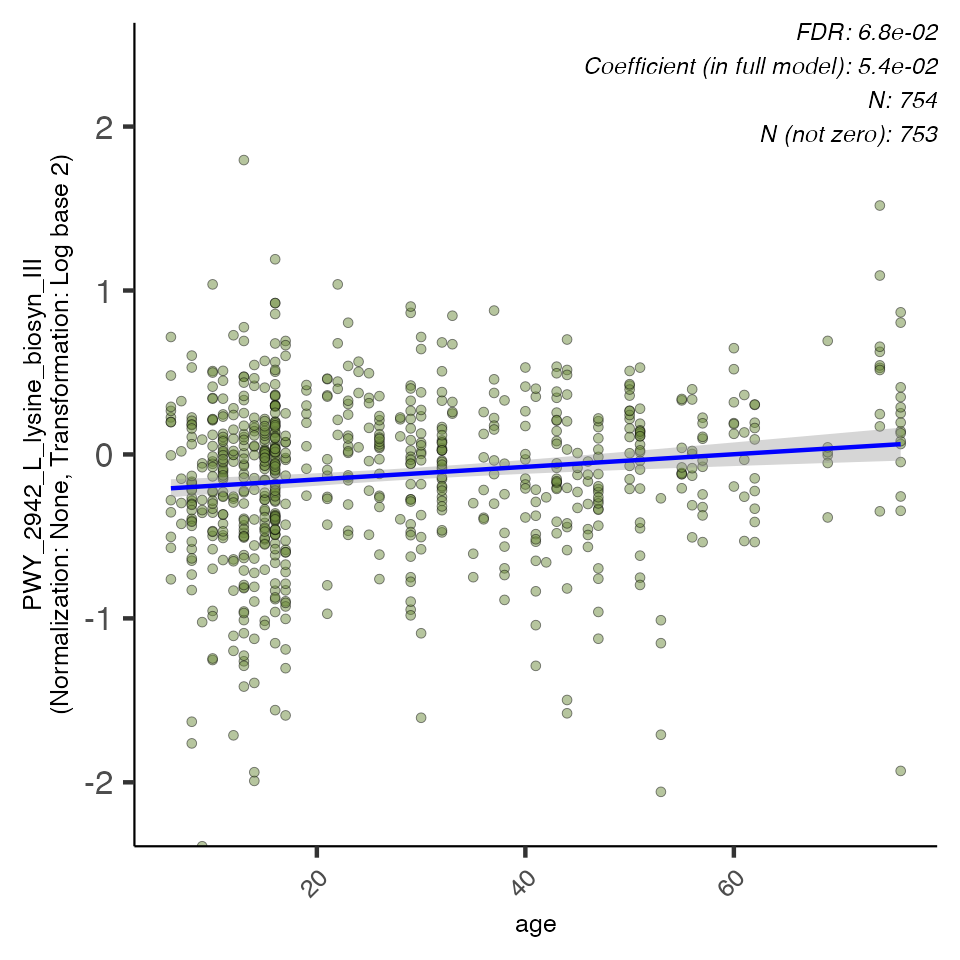 FDR: 6.8e-02
Coefficient (in full model): 5.4e-02
N: 754
N (not zero): 753
PWY_2942_L_lysine_biosyn_III
(Normalization: None, Transformation: Log base 2)
2
1
0
-1
-2
20
40
60
age